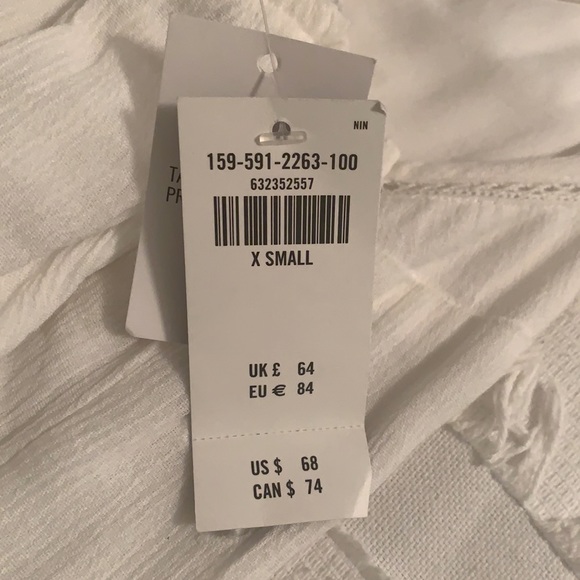 NIN
159-591-2263-100
632352557
X SMALL
UK £ 64
EU € 84
US $ 68
CAN $ 74